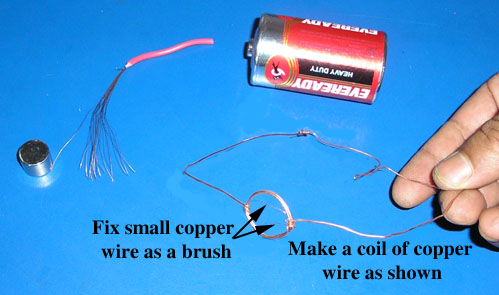 EVEREADY
HEAVY DUTY
EVEREADY
Fix small copper
wire as a brush
Make a coil of copper
wire as shown